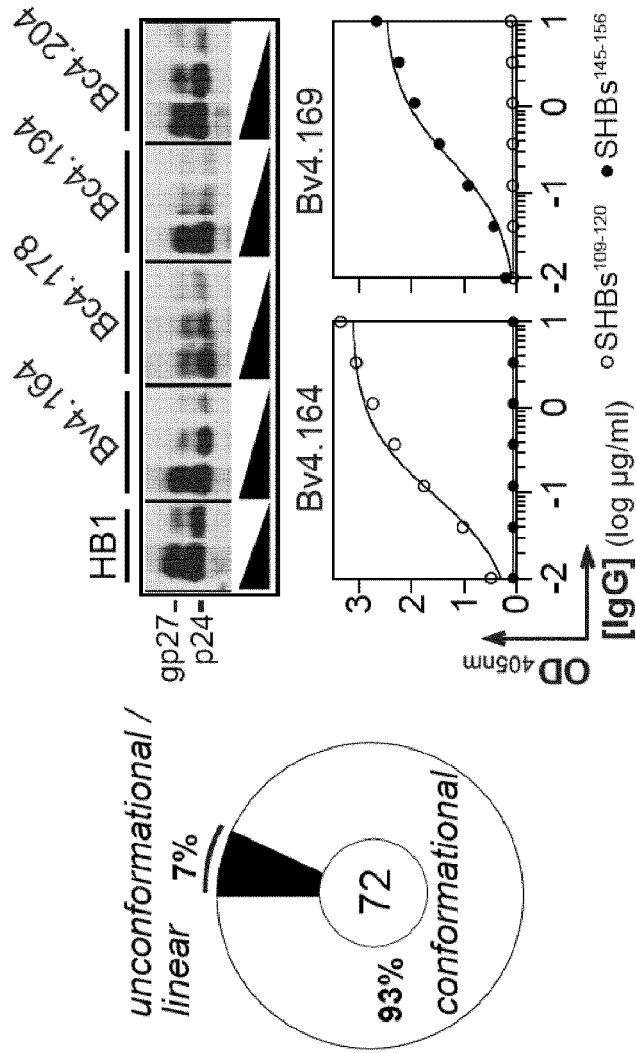 unconformational /
linear
7%
72
93%
conformational
HB1
Bv4.164
Bc4.178
Bc4.194
Bc4.204
gp27
p24
Bv4.164
Bv4.169
3
2
1
0
-2
-1
0
1
-2
-1
0
1
OD405nm
[IgG] (log µg/ml)
SHBs109-120
SHBs145-156